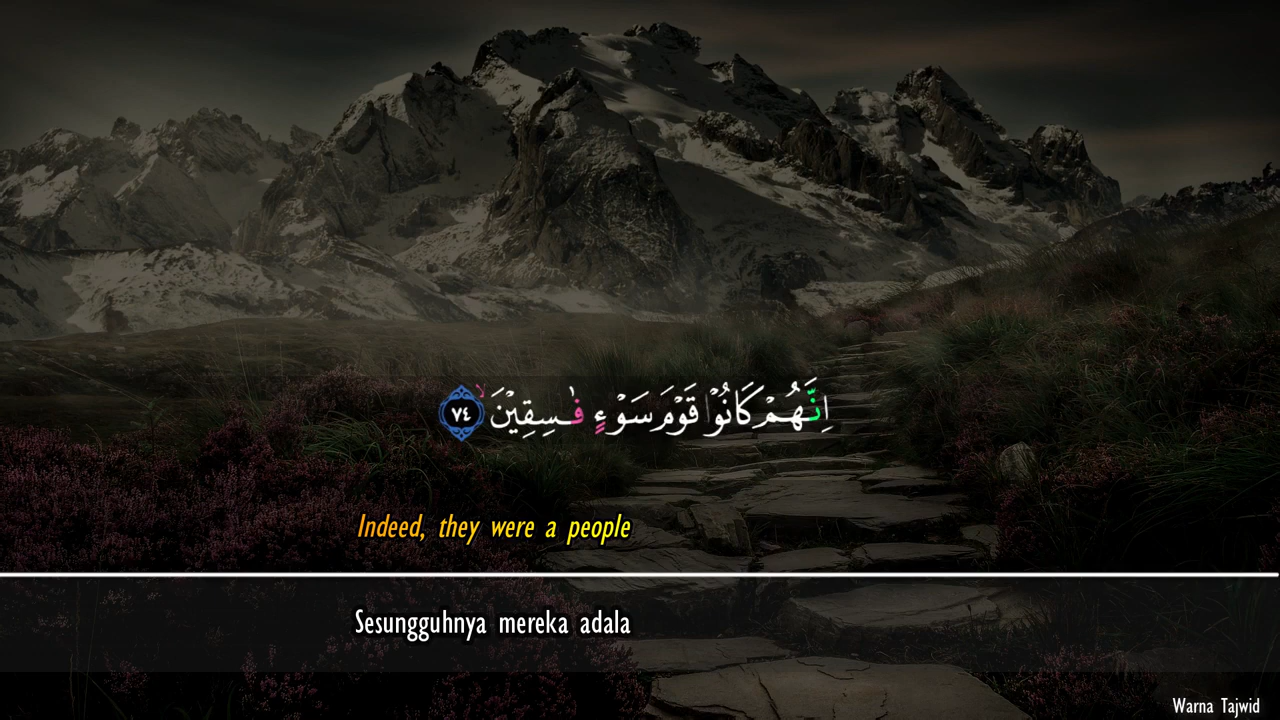 اِنَّهُمْ كَانُوْا قَوْمَ سَوْءٍ فٰسِقِيْنَ ۙ ٧٤
Indeed, they were a people
Sesungguhnya mereka adala
Warna Tajwid